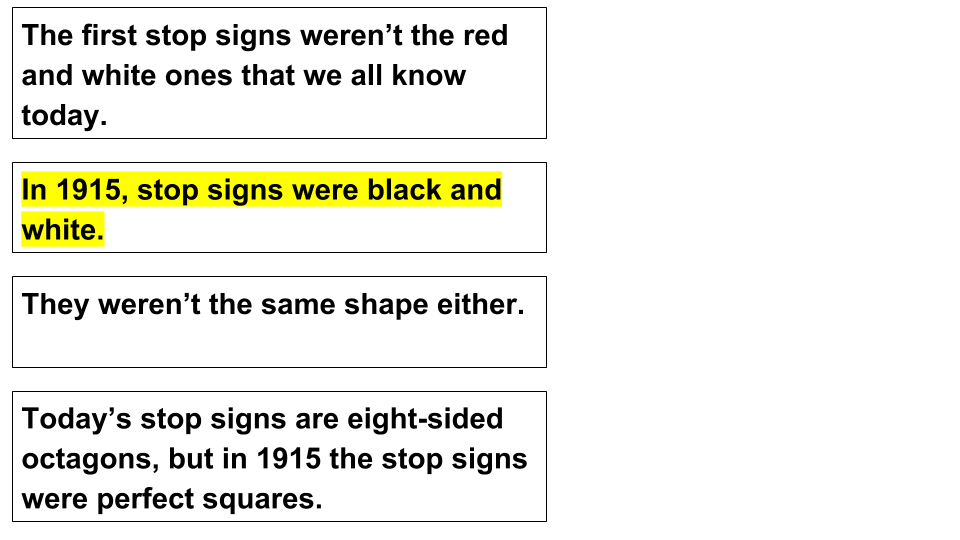 The first stop signs weren’t the red
and white ones that we all know
today.
In 1915, stop signs were black and
white.
They weren’t the same shape either.
Today’s stop signs are eight-sided
octagons, but in 1915 the stop signs
were perfect squares.